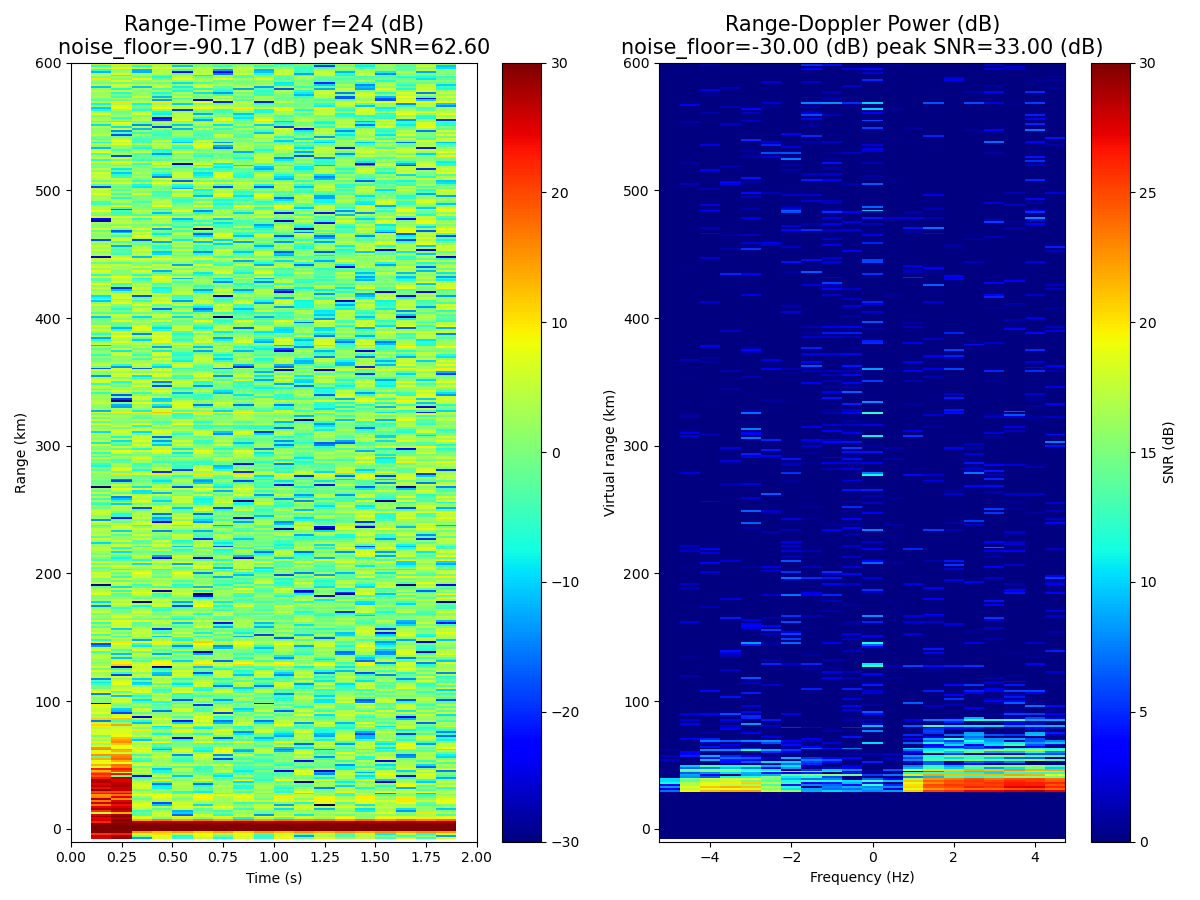 Range-Time Power f=24 (dB)
noise_floor=-90.17 (dB) peak SNR=62.60
600
500
400
300
200
100
0
Range (km)
0.00 0.25 0.50 0.75 1.00 1.25 1.50 1.75 2.00
Time (s)
30
20
10
0
−10
−20
−30
Range-Doppler Power (dB)
noise_floor=-30.00 (dB) peak SNR=33.00 (dB)
600
500
400
300
200
100
0
Virtual range (km)
−4 −2 0 2 4
Frequency (Hz)
30
25
20
15
10
5
0
SNR (dB)